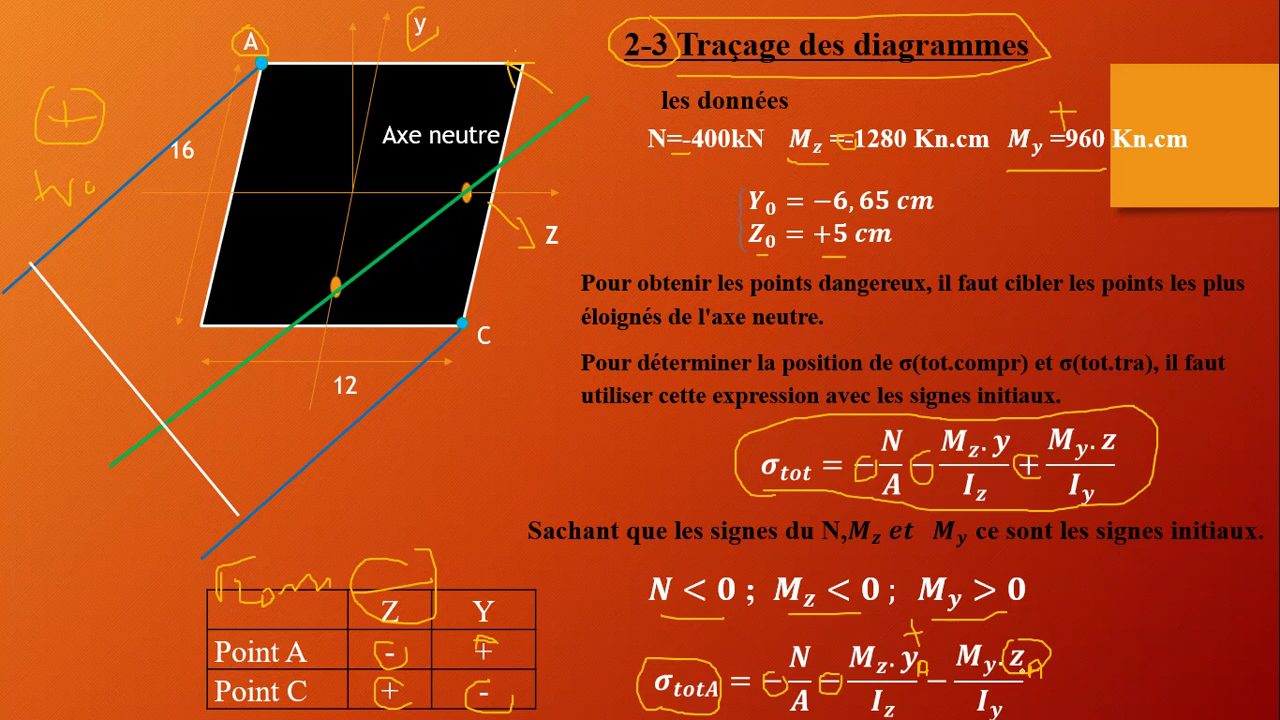 2-3 Traçage des diagrammes
les données
N=-400kN M_z =-1280 Kn.cm M_y =960 Kn.cm
Y_0 = −6,65 cm
Z_0 = +5 cm
Pour obtenir les points dangereux, il faut cibler les points les plus
éloignés de l'axe neutre.
Pour déterminer la position de σ(tot.compr) et σ(tot.tra), il faut
utiliser cette expression avec les signes initiaux.
σ_tot = − N/A − M_z.y/I_z + M_y.z/I_y
Sachant que les signes du N,M_z et M_y ce sont les signes initiaux.
N < 0 ; M_z < 0 ; M_y > 0
σ_totA = − N/A − M_z.y_A/I_z − M_y.z_A/I_y
A
y
Axe neutre
16
Z
C
12
+
Z Y
Point A - +
Point C + -